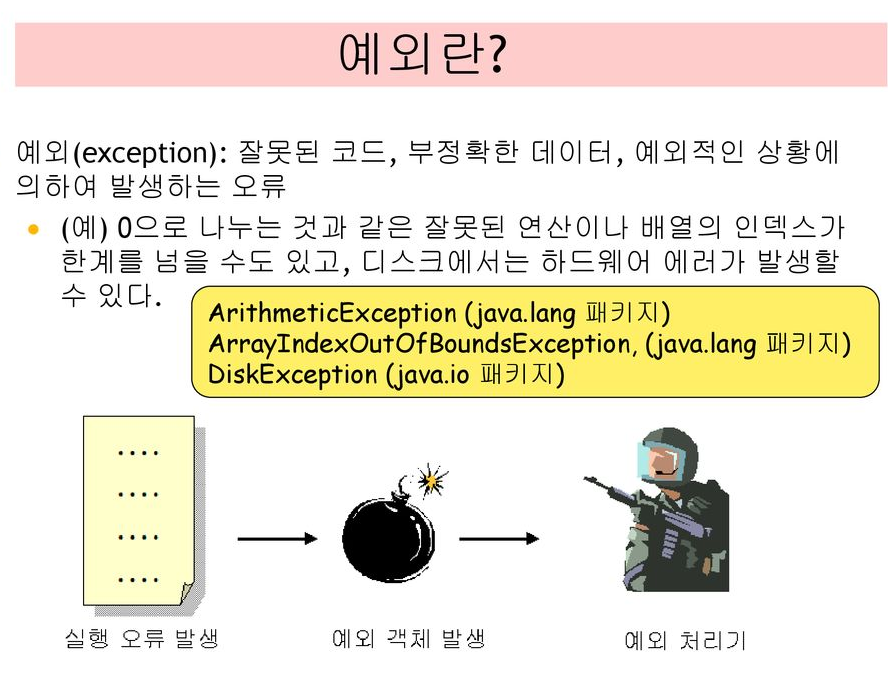 예외란?
예외(exception): 잘못된 코드, 부정확한 데이터, 예외적인 상황에
의하여 발생하는 오류
• (예) 0으로 나누는 것과 같은 잘못된 연산이나 배열의 인덱스가
한계를 넘을 수도 있고, 디스크에서는 하드웨어 에러가 발생할
수 있다.
ArithmeticException (java.lang 패키지)
ArrayIndexOutOfBoundsException, (java.lang 패키지)
DiskException (java.io 패키지)
....
....
....
....
실행 오류 발생
예외 객체 발생
예외 처리기